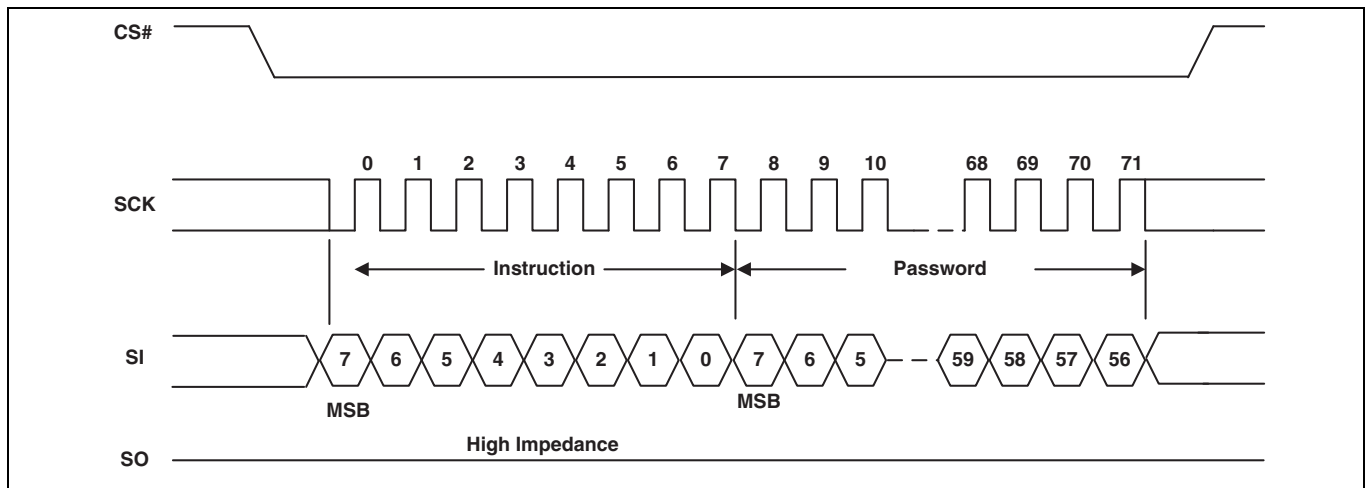 CS#
0 1 2 3 4 5 6 7 8 9 10 68 69 70 71
SCK
Instruction Password
SI 7 6 5 4 3 2 1 0 7 6 5 59 58 57 56
MSB MSB
High Impedance
SO